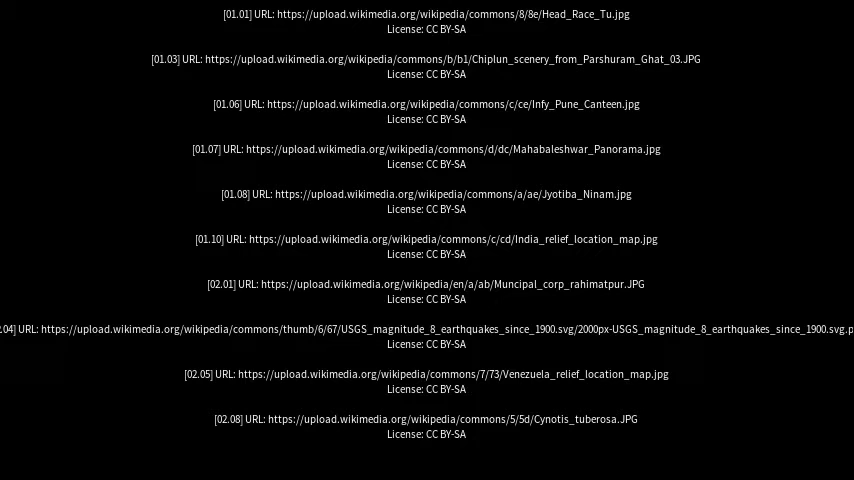 [01.01] URL: https://upload.wikimedia.org/wikipedia/commons/8/8e/Head_Race_Tu.jpg
License: CC BY-SA
[01.03] URL: https://upload.wikimedia.org/wikipedia/commons/b/b1/Chiplun_scenery_from_Parshuram_Ghat_03.JPG
License: CC BY-SA
[01.06] URL: https://upload.wikimedia.org/wikipedia/commons/c/ce/Infy_Pune_Canteen.jpg
License: CC BY-SA
[01.07] URL: https://upload.wikimedia.org/wikipedia/commons/d/dc/Mahabaleshwar_Panorama.jpg
License: CC BY-SA
[01.08] URL: https://upload.wikimedia.org/wikipedia/commons/a/ae/Jyotiba_Ninam.jpg
License: CC BY-SA
[01.10] URL: https://upload.wikimedia.org/wikipedia/commons/c/cd/India_relief_location_map.jpg
License: CC BY-SA
[02.01] URL: https://upload.wikimedia.org/wikipedia/en/a/ab/Muncipal_corp_rahimatpur.JPG
License: CC BY-SA
.04] URL: https://upload.wikimedia.org/wikipedia/commons/thumb/6/67/USGS_magnitude_8_earthquakes_since_1900.svg/2000px-USGS_magnitude_8_earthquakes_since_1900.svg.p
License: CC BY-SA
[02.05] URL: https://upload.wikimedia.org/wikipedia/commons/7/73/Venezuela_relief_location_map.jpg
License: CC BY-SA
[02.08] URL: https://upload.wikimedia.org/wikipedia/commons/5/5d/Cynotis_tuberosa.JPG
License: CC BY-SA